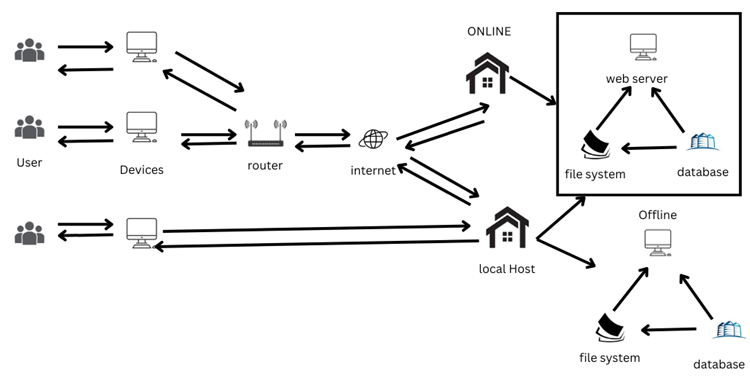 ONLINE
web server
file system
database
User
Devices
router
internet
Offline
local Host
file system
database